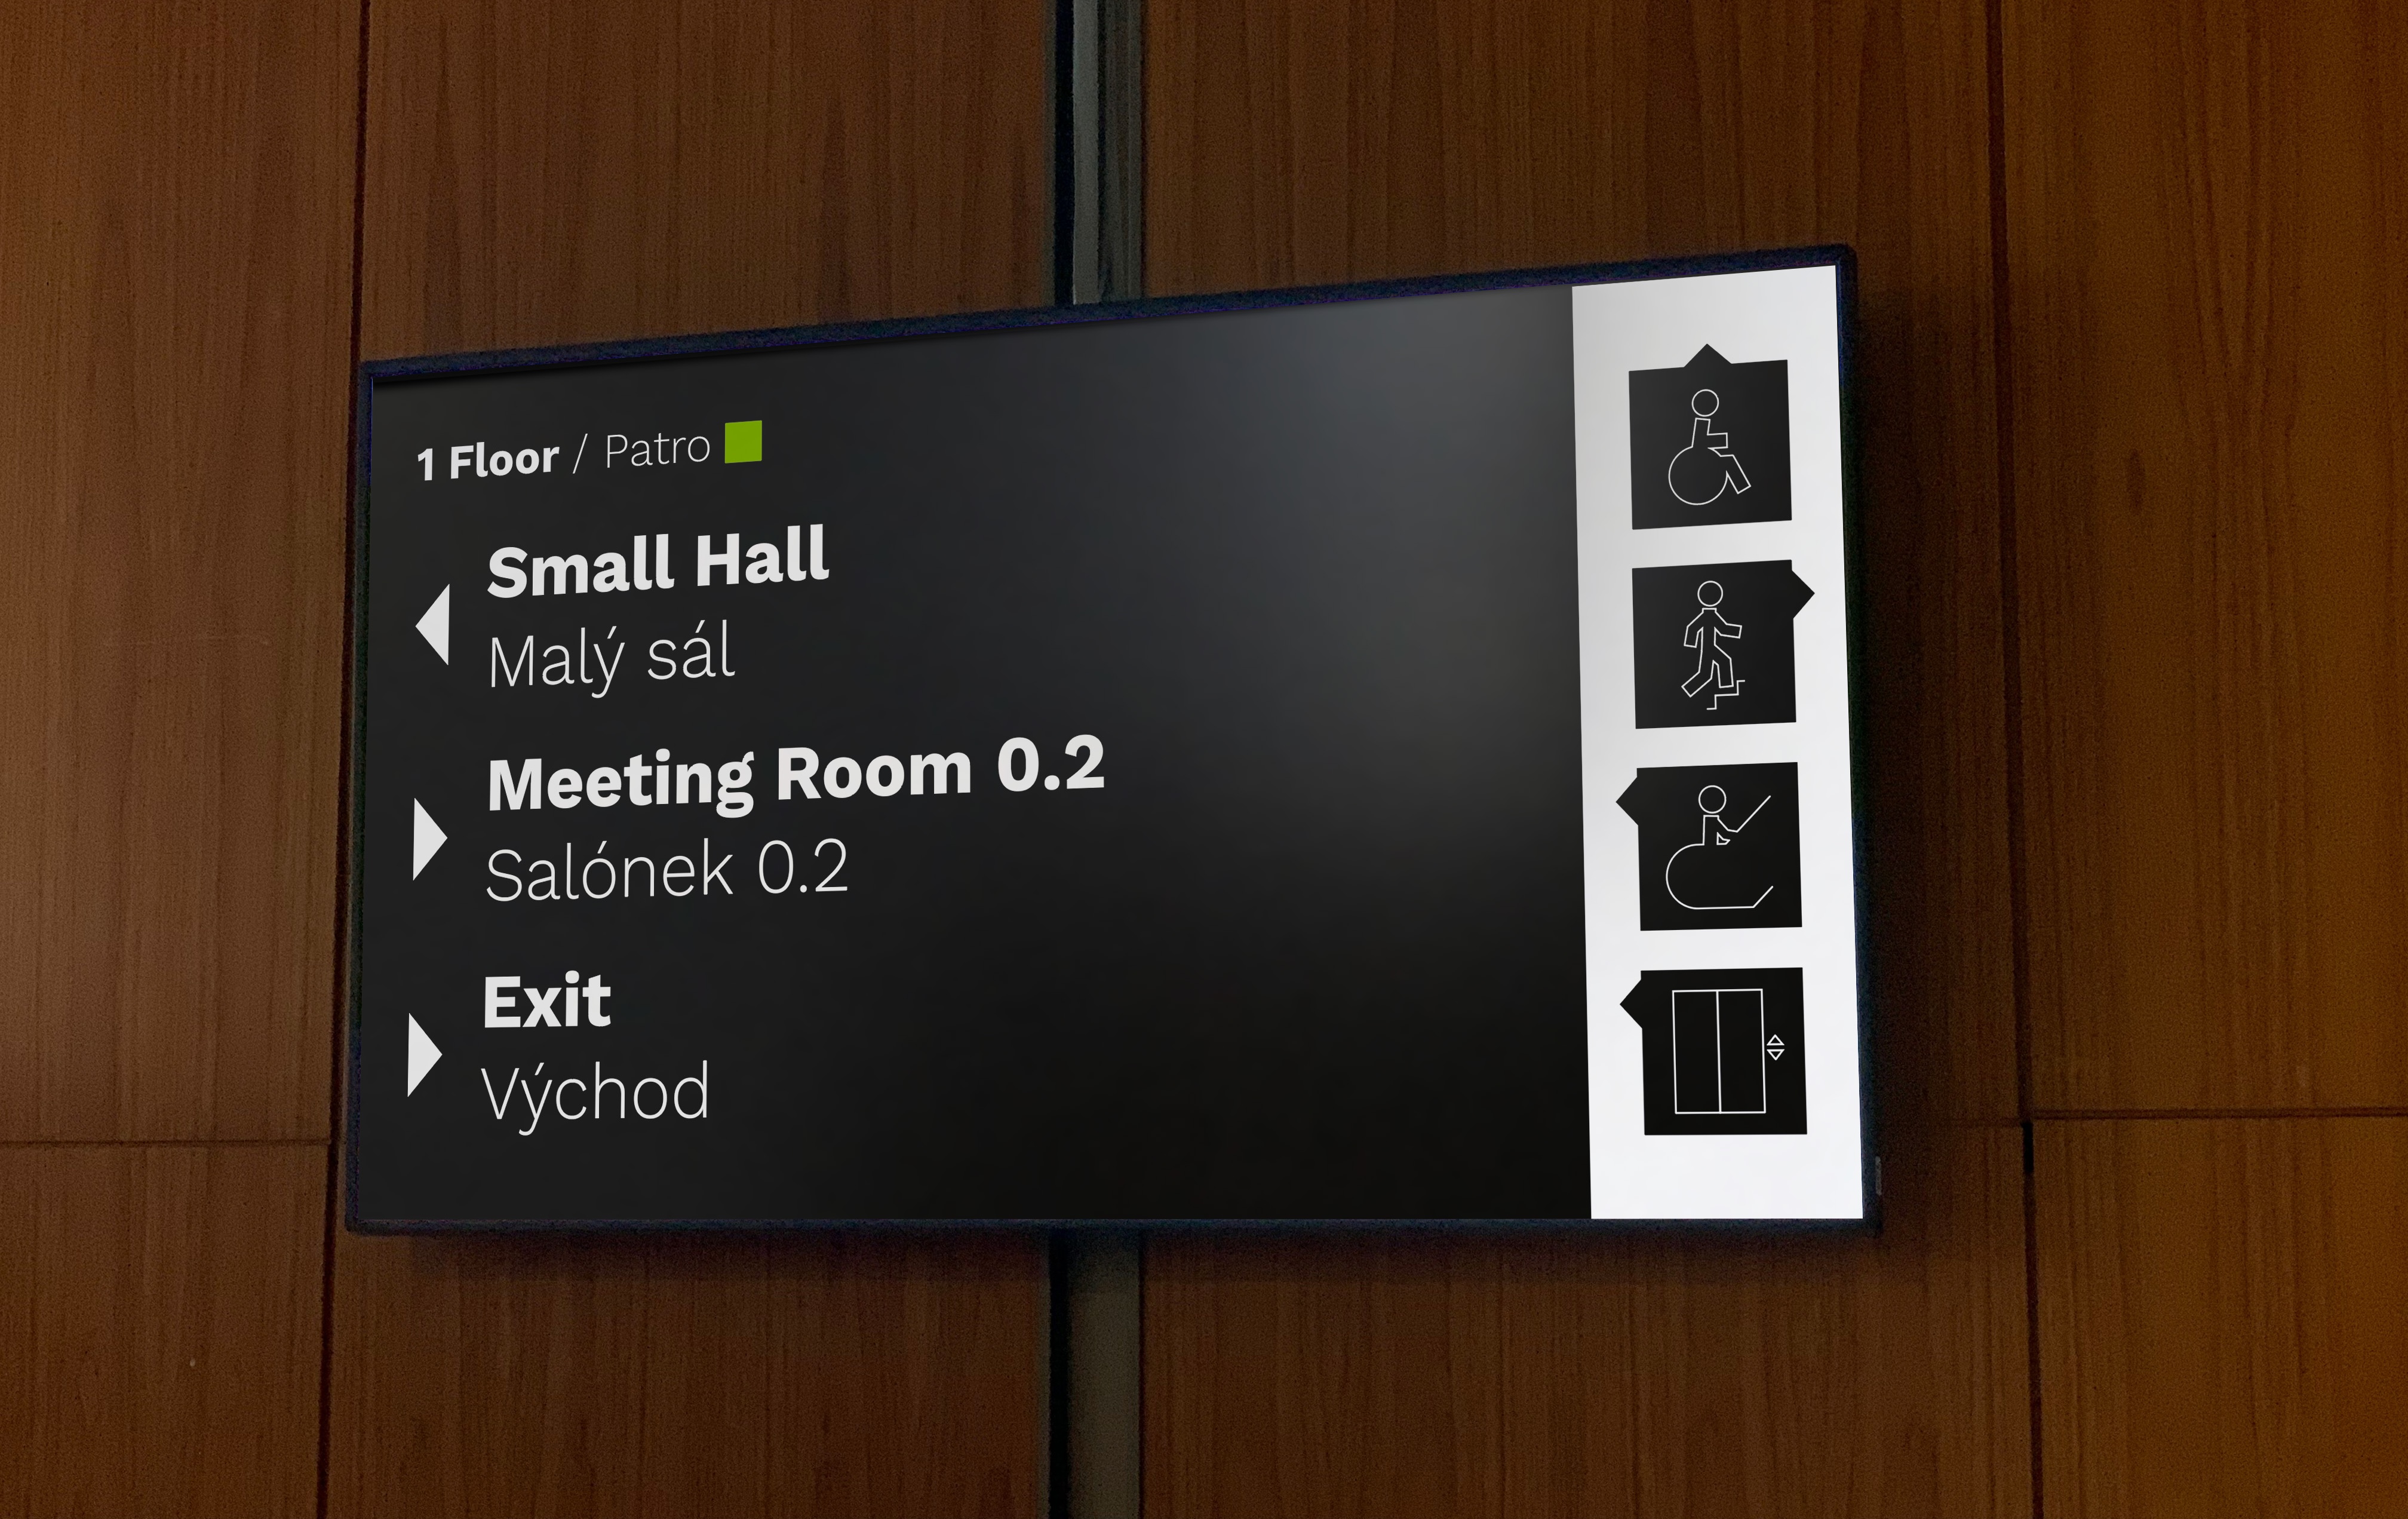 1 Floor / Patro
Small Hall
Malý sál
Meeting Room 0.2
Salónek 0.2
Exit
Východ